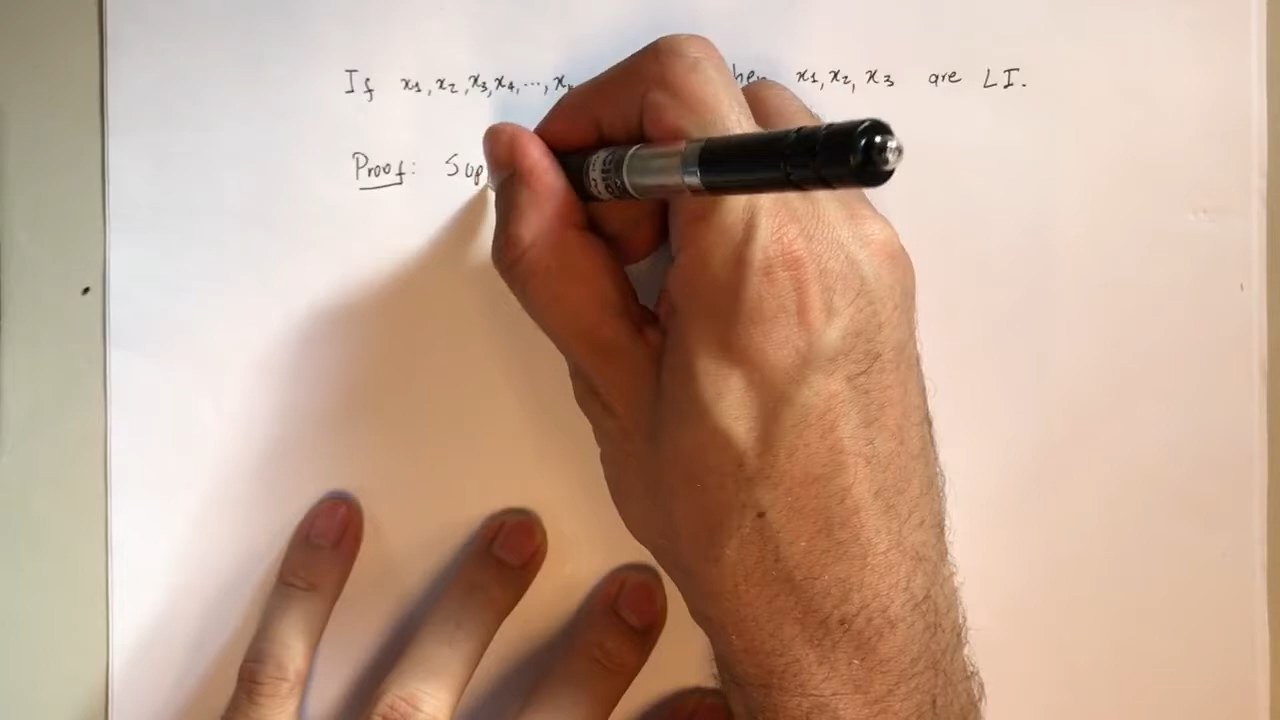 If x1, x2, x3, x4, ..., x x1, x2, x3 are LI.
Proof: Sup